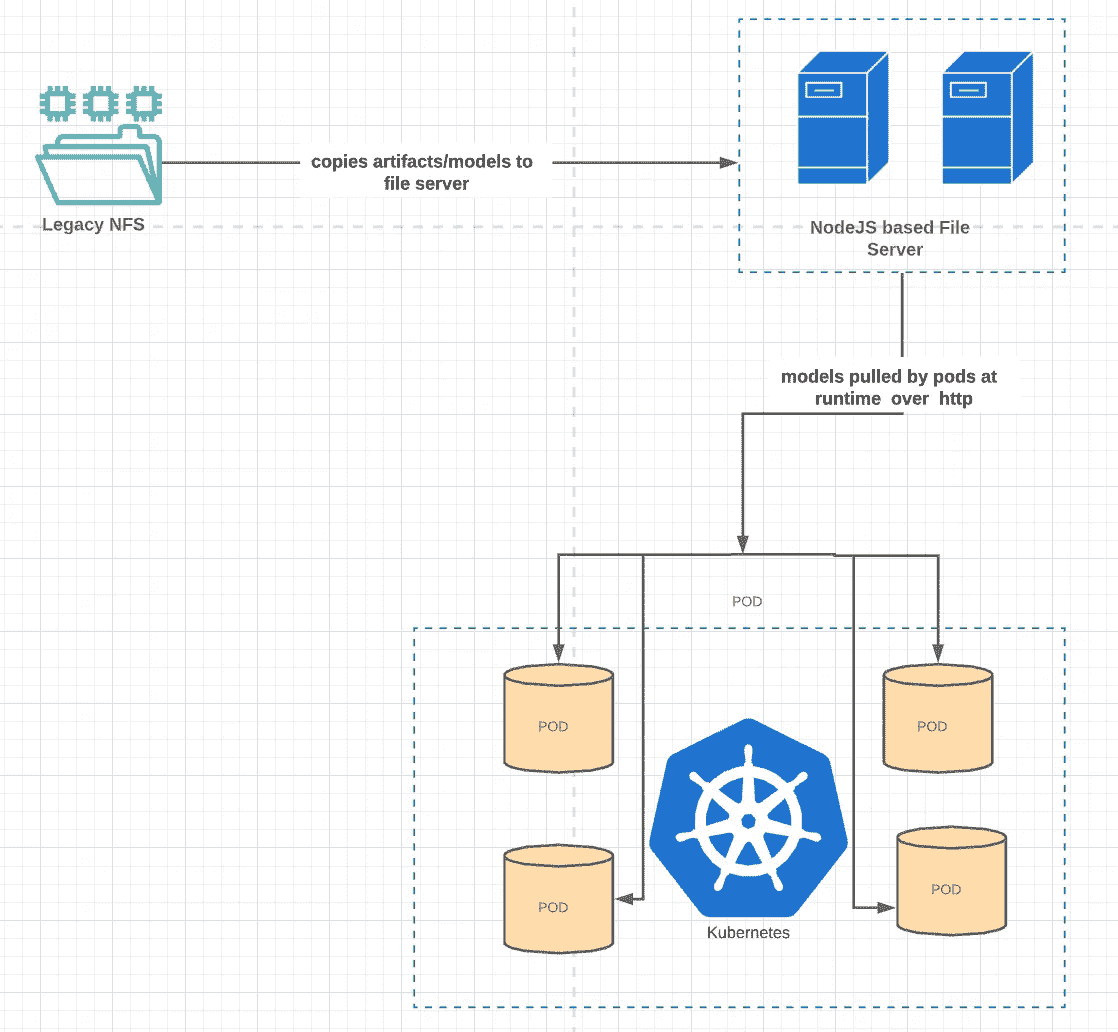 copies artifacts/models to
file server
Legacy NFS
NodeJS based File
Server
models pulled by pods at
runtime over http
POD
POD
POD
POD
POD
Kubernetes